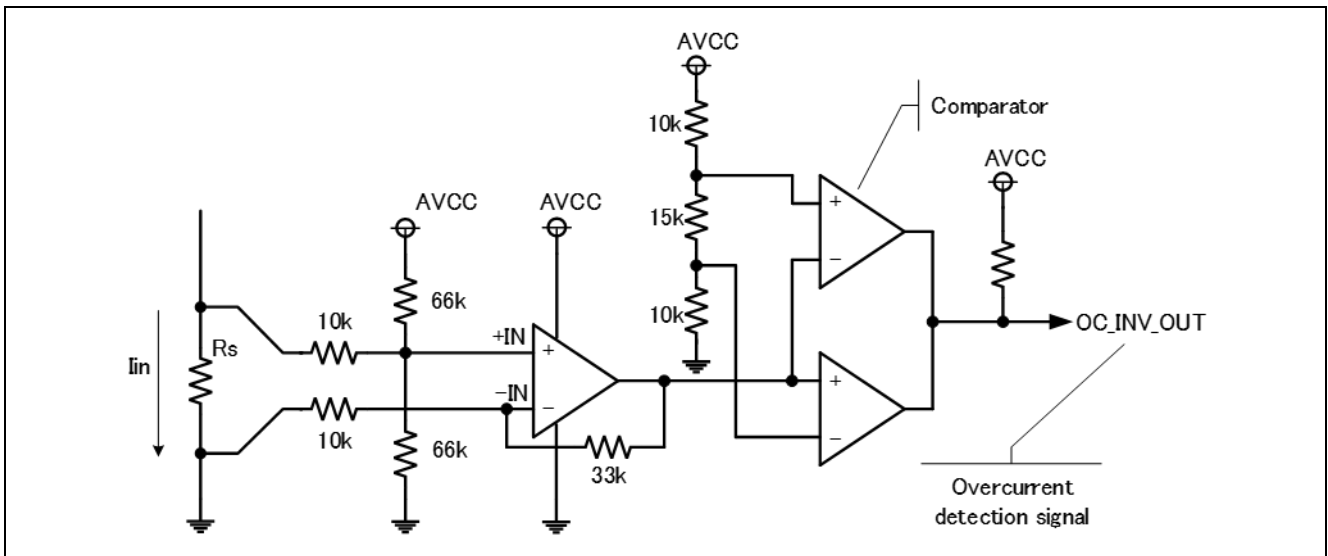 AVCC
Comparator
10k
AVCC
AVCC
AVCC
15k
66k
10k
+IN
+
-
10k
OC_INV_OUT
Iin
Rs
+
−IN
-
+
-
10k
66k
33k
Overcurrent
detection signal